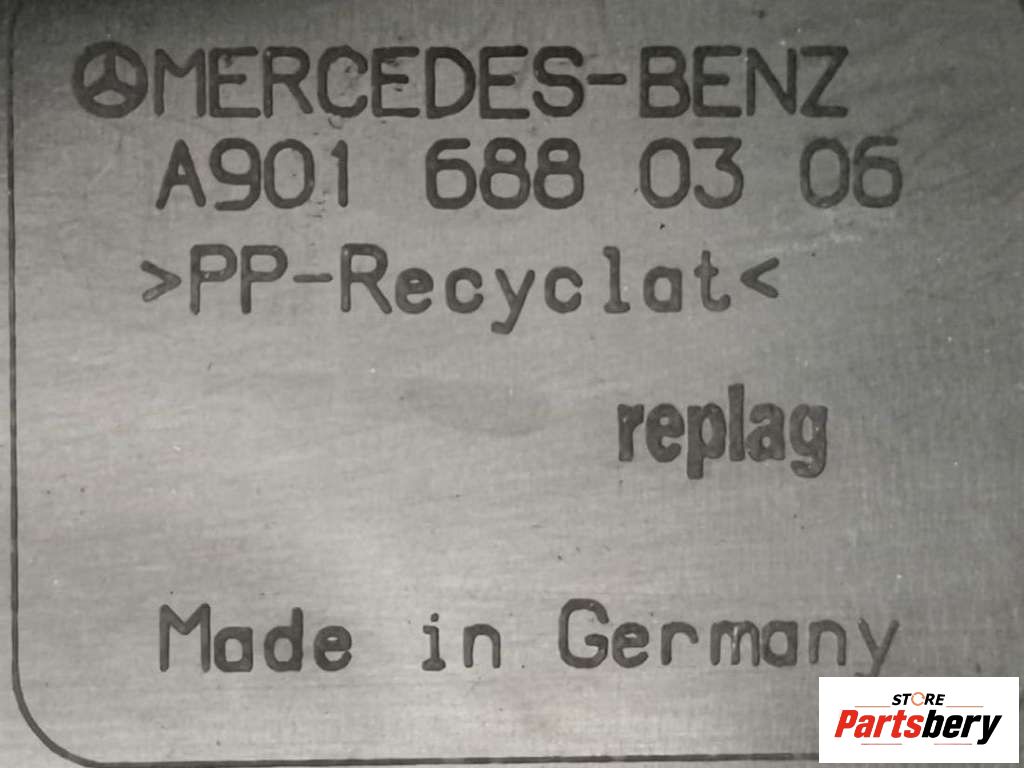 MERCEDES-BENZ
A901 688 03 06
>PP-Recyclat<
replag
Made in Germany
STORE
Partsbery